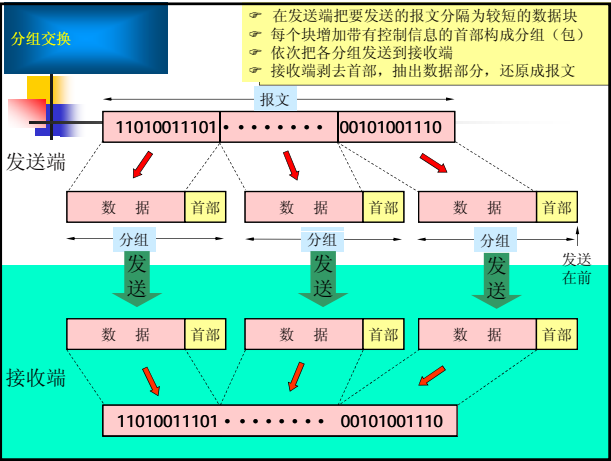 分组交换
☞ 在发送端把要发送的报文分隔为较短的数据块
☞ 每个块增加带有控制信息的首部构成分组（包）
☞ 依次把各分组发送到接收端
☞ 接收端剥去首部，抽出数据部分，还原成报文
报文
11010011101 · · · · · · · · 00101001110
发送端
数 据 首部 数 据 首部 数 据 首部
分组 分组 分组
发送 发送 发送
发送
在前
数 据 首部 数 据 首部 数 据 首部
接收端
11010011101 · · · · · · · · 00101001110